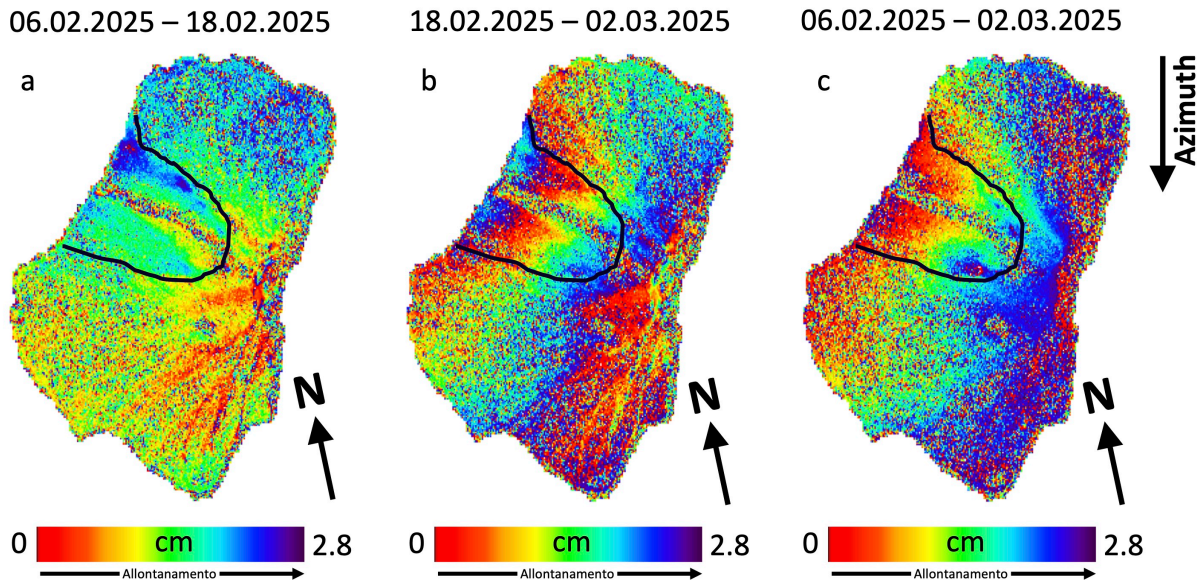 06.02.2025 – 18.02.2025
18.02.2025 – 02.03.2025
06.02.2025 – 02.03.2025
a
b
c
Azimuth
N
N
N
0 cm 2.8
0 cm 2.8
0 cm 2.8
Allontanamento
Allontanamento
Allontanamento